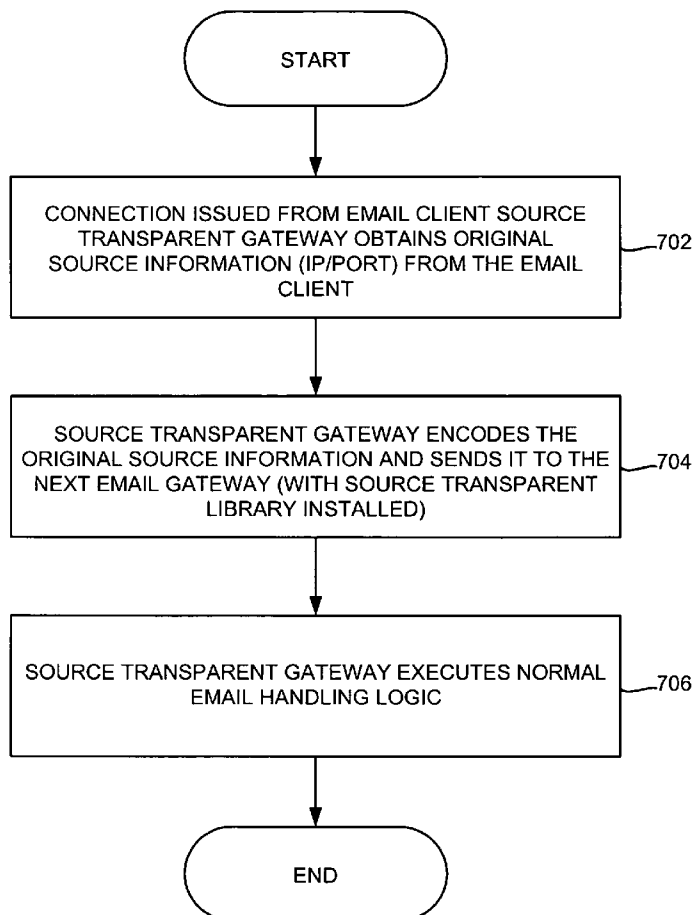 START
CONNECTION ISSUED FROM EMAIL CLIENT SOURCE
TRANSPARENT GATEWAY OBTAINS ORIGINAL
SOURCE INFORMATION (IP/PORT) FROM THE EMAIL
CLIENT
702
SOURCE TRANSPARENT GATEWAY ENCODES THE
ORIGINAL SOURCE INFORMATION AND SENDS IT TO THE
NEXT EMAIL GATEWAY (WITH SOURCE TRANSPARENT
LIBRARY INSTALLED)
704
SOURCE TRANSPARENT GATEWAY EXECUTES NORMAL
EMAIL HANDLING LOGIC
706
END